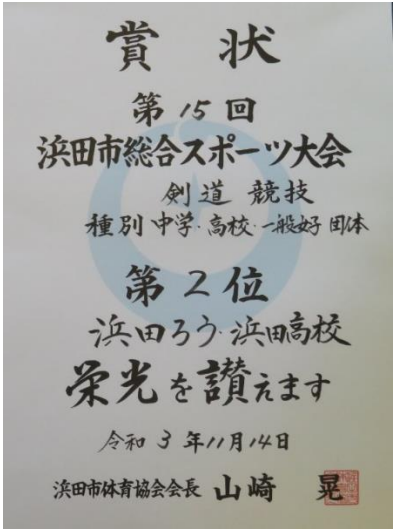 賞状
第15回
浜田市総合スポーツ大会
剣道 競技
種別 中学・高校・一般女子 団体
第2位
浜田ろう・浜田高校
栄光を讃えます
令和 3 年11月14日
浜田市体育協会会長 山崎 晃